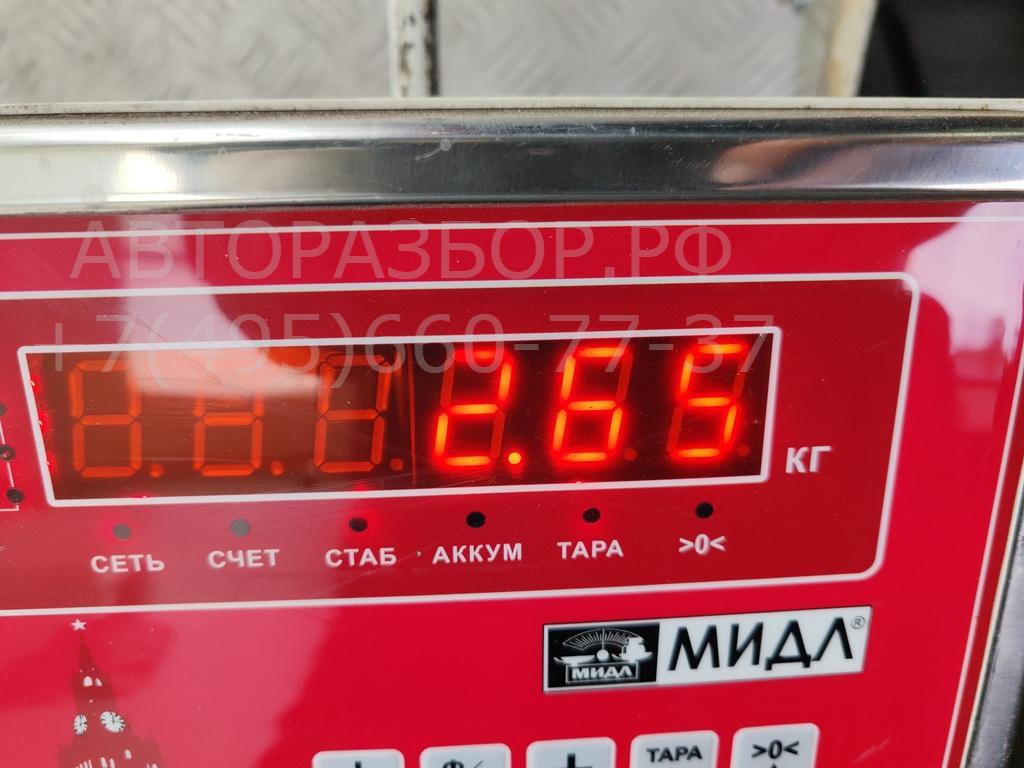 АВТОРАЗБОР.РФ
+7(495)660-77-37
2.65
КГ
СЕТЬ СЧЕТ СТАБ АККУМ ТАРА >0<
МИДЛ МИДЛ®
ТАРА >0<